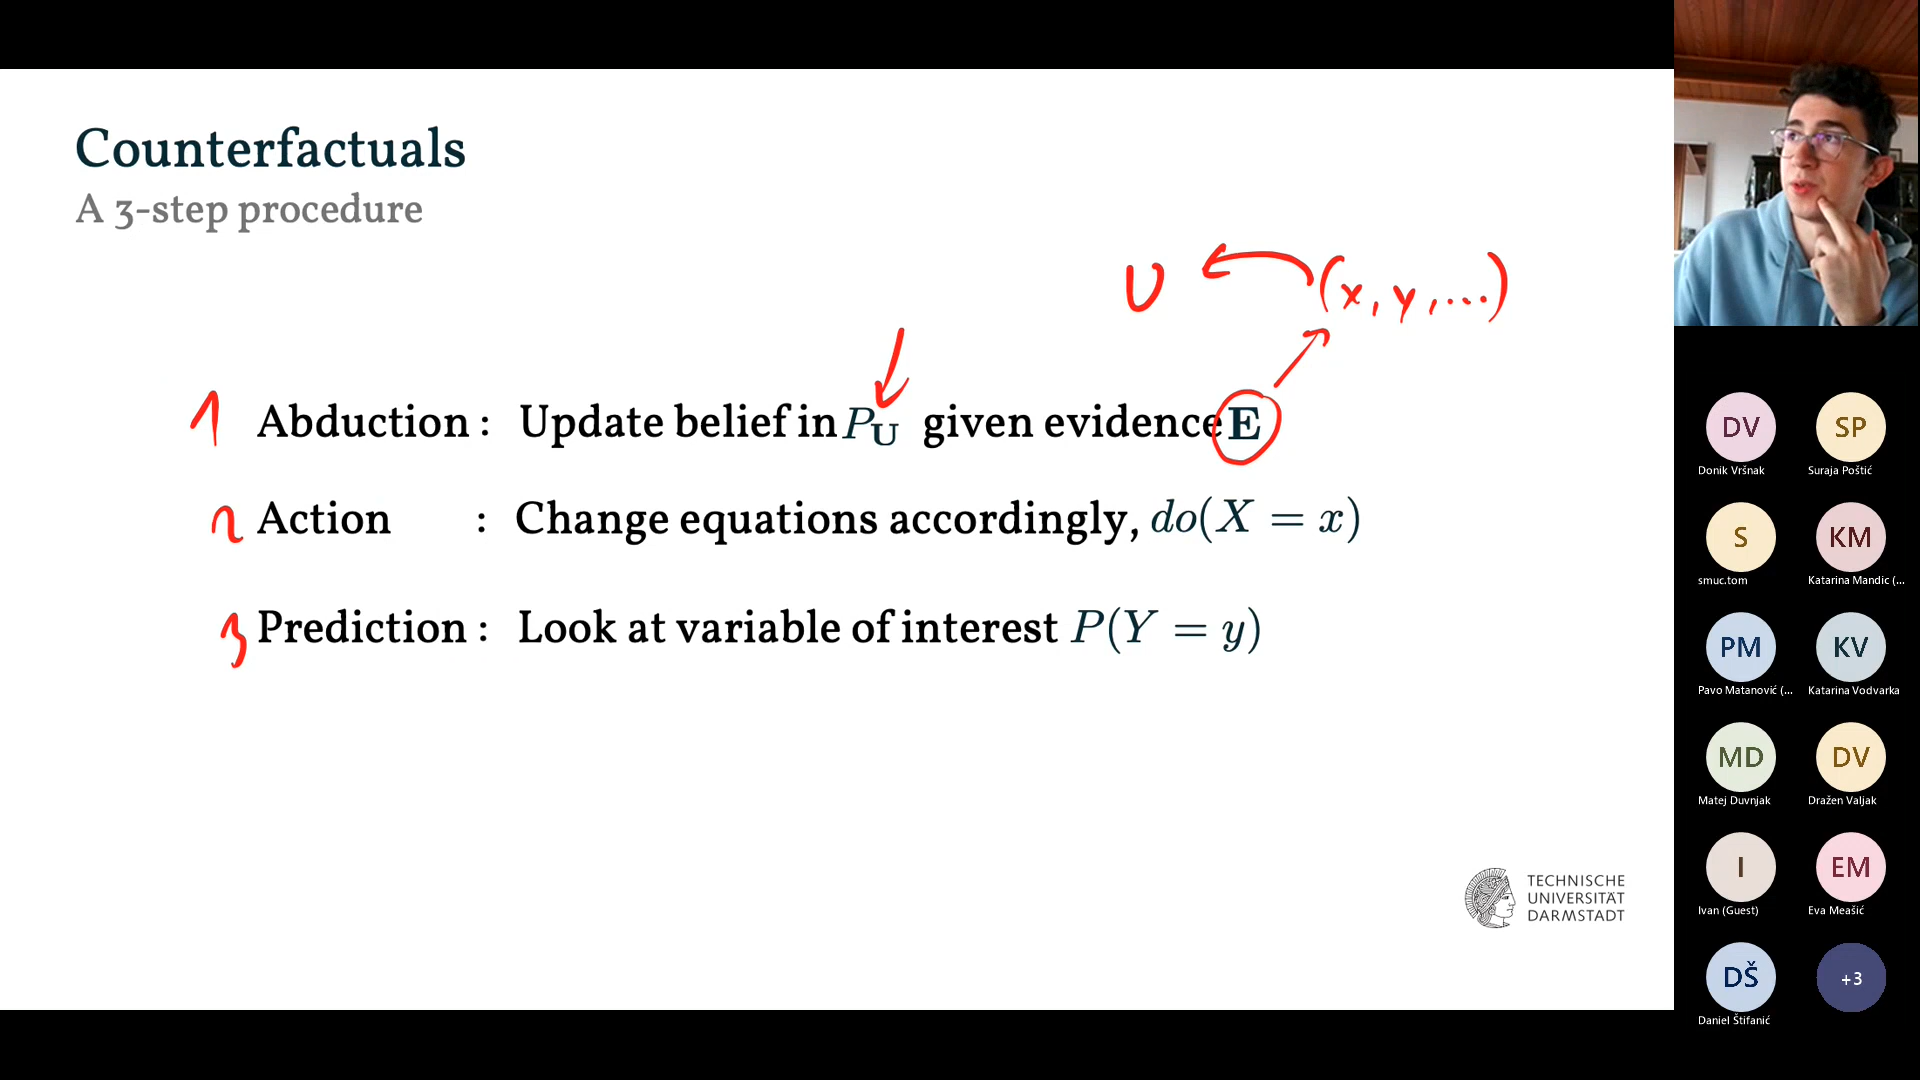 Counterfactuals
A 3-step procedure
U (x, y, ...)
1 Abduction : Update belief in P_U given evidence E
2 Action : Change equations accordingly, do(X = x)
3 Prediction : Look at variable of interest P(Y = y)
TECHNISCHE
UNIVERSITÄT
DARMSTADT
DV SP
Donik Vršnak Suraja Poštić
S KM
smuc.tom Katarina Mandic (...
PM KV
Pavo Matanović (... Katarina Vodvarka
MD DV
Matej Duvnjak Dražen Valjak
I EM
Ivan (Guest) Eva Meašić
DŠ +3
Daniel Štifanić